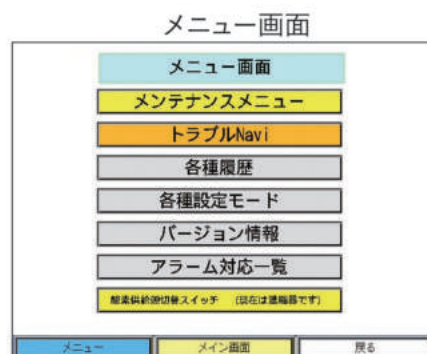 メニュー画面
メニュー画面
メンテナンスメニュー
トラブルNavi
各種履歴
各種設定モード
バージョン情報
アラーム対応一覧
酸素供給源切替スイッチ (現在は濃縮器です)
メニュー メイン画面 戻る